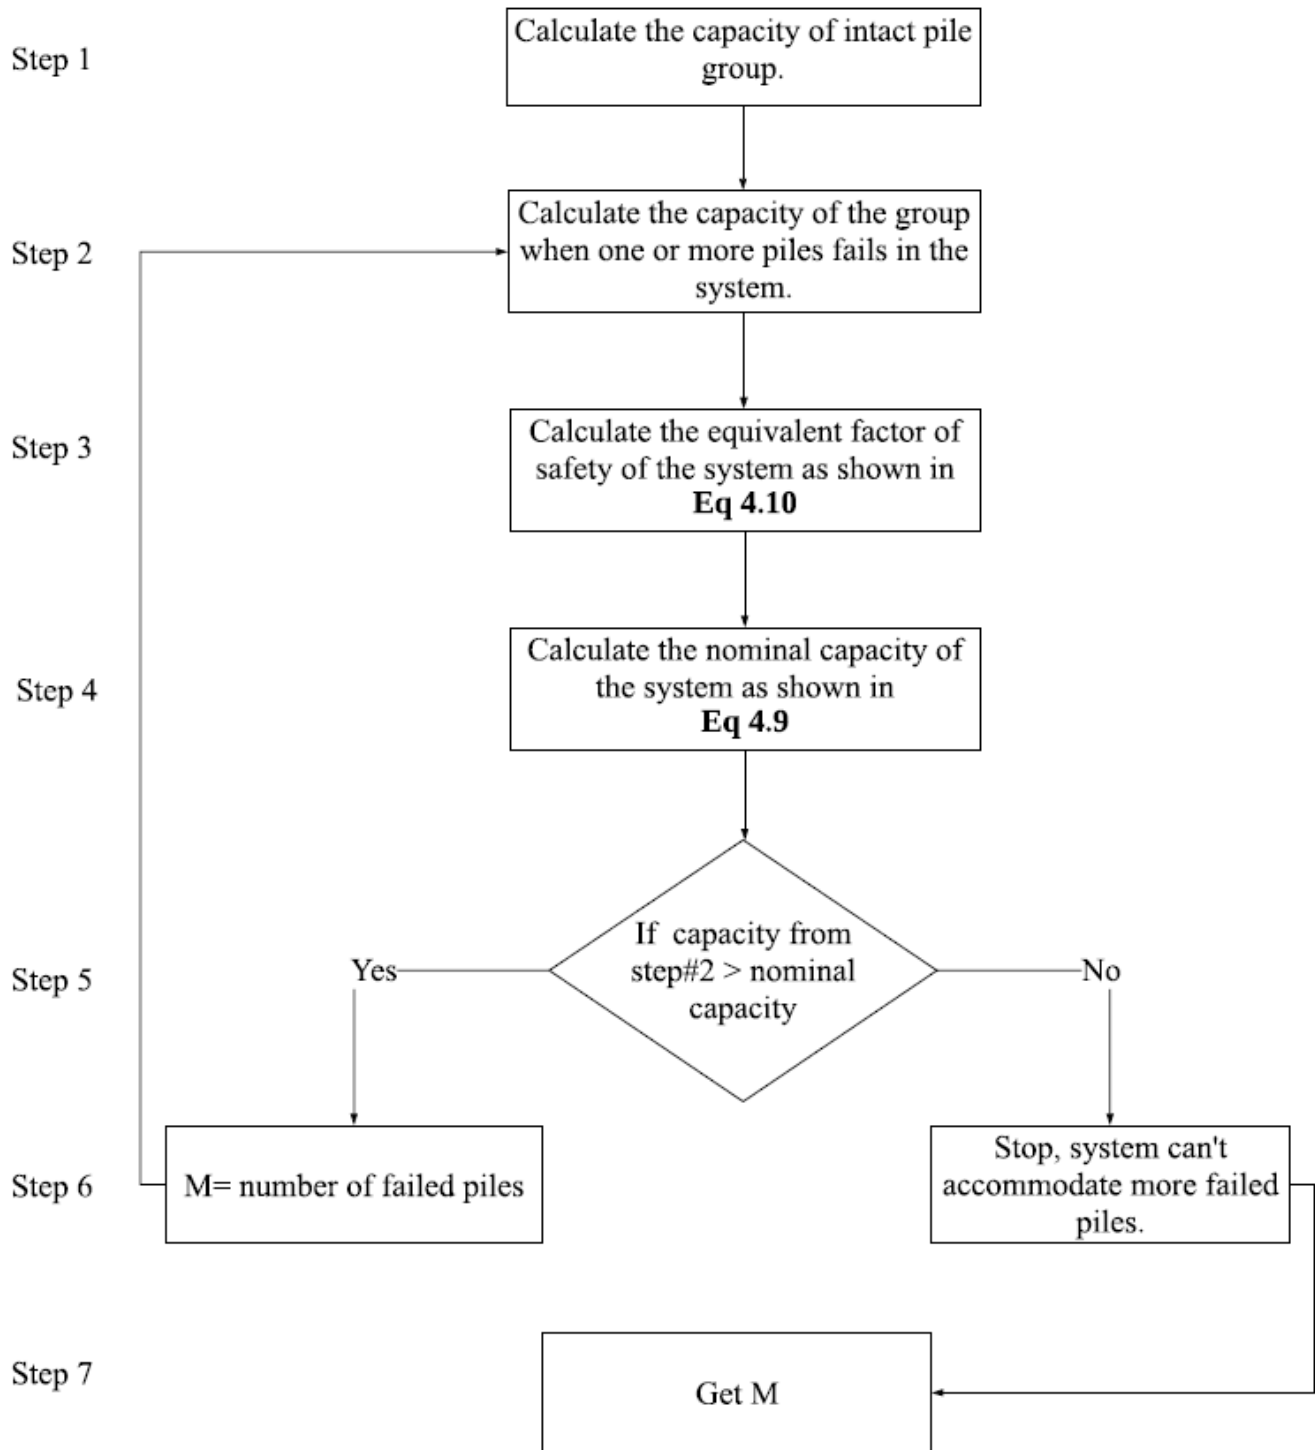 Step 1
Calculate the capacity of intact pile
group.
Step 2
Calculate the capacity of the group
when one or more piles fails in the
system.
Step 3
Calculate the equivalent factor of
safety of the system as shown in
Eq 4.10
Step 4
Calculate the nominal capacity of
the system as shown in
Eq 4.9
Step 5
If capacity from
step#2 > nominal
capacity
Yes
No
Step 6
M= number of failed piles
Stop, system can't
accommodate more failed
piles.
Step 7
Get M